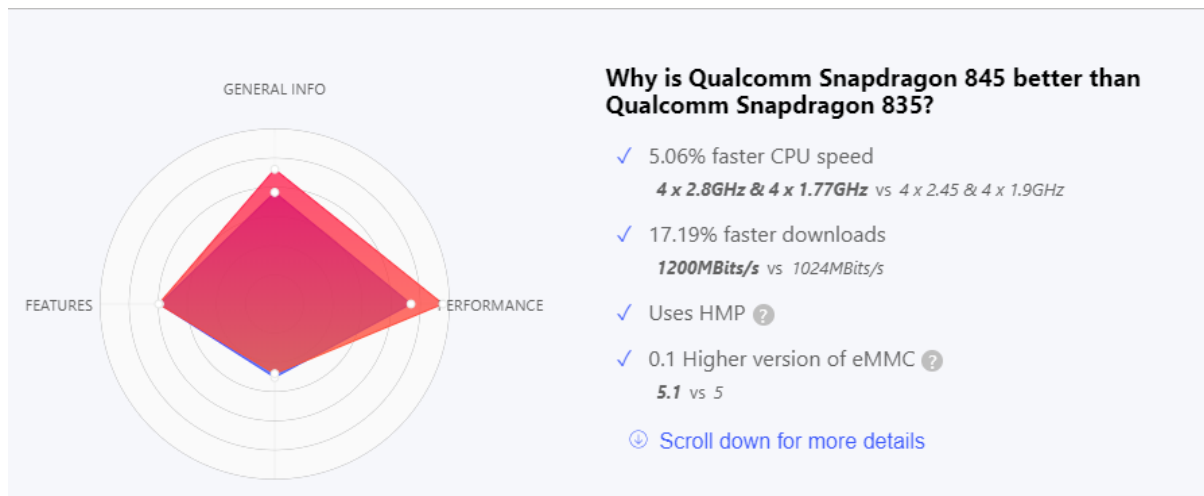 GENERAL INFO
FEATURES
ERFORMANCE
Why is Qualcomm Snapdragon 845 better than
Qualcomm Snapdragon 835?
✓ 5.06% faster CPU speed
4 x 2.8GHz & 4 x 1.77GHz vs 4 x 2.45 & 4 x 1.9GHz
✓ 17.19% faster downloads
1200MBits/s vs 1024MBits/s
✓ Uses HMP ?
✓ 0.1 Higher version of eMMC ?
5.1 vs 5
Scroll down for more details